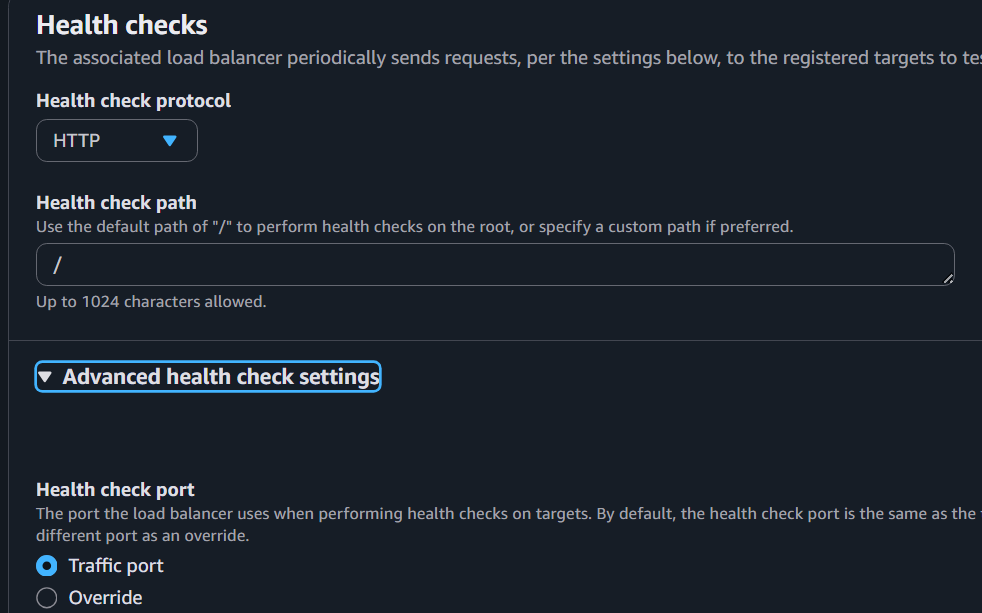 Health checks
The associated load balancer periodically sends requests, per the settings below, to the registered targets to
Health check protocol
HTTP
Health check path
Use the default path of "/" to perform health checks on the root, or specify a custom path if preferred.
/
Up to 1024 characters allowed.
Advanced health check settings
Health check port
The port the load balancer uses when performing health checks on targets. By default, the health check port is the same as the
different port as an override.
Traffic port
Override